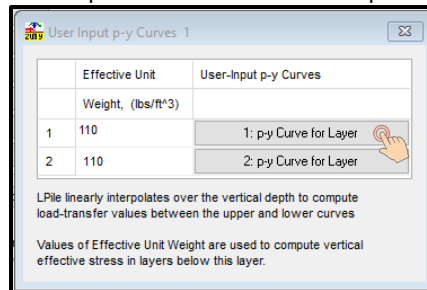 User Input p-y Curves 1
Effective Unit User-Input p-y Curves
Weight, (lbs/ft^3)
1 110 1: p-y Curve for Layer
2 110 2: p-y Curve for Layer
LPile linearly interpolates over the vertical depth to compute
load-transfer values between the upper and lower curves
Values of Effective Unit Weight are used to compute vertical
effective stress in layers below this layer.